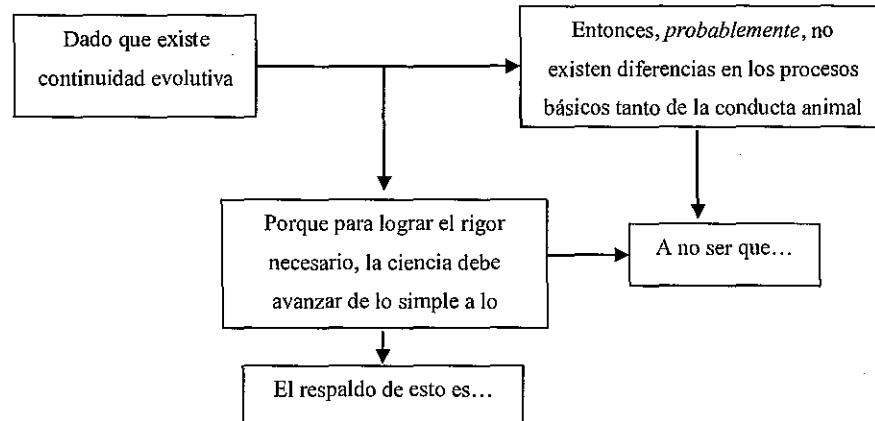 Dado que existe
continuidad evolutiva
Entonces, probablemente, no
existen diferencias en los procesos
básicos tanto de la conducta animal
Porque para lograr el rigor
necesario, la ciencia debe
avanzar de lo simple a lo
A no ser que…
El respaldo de esto es…